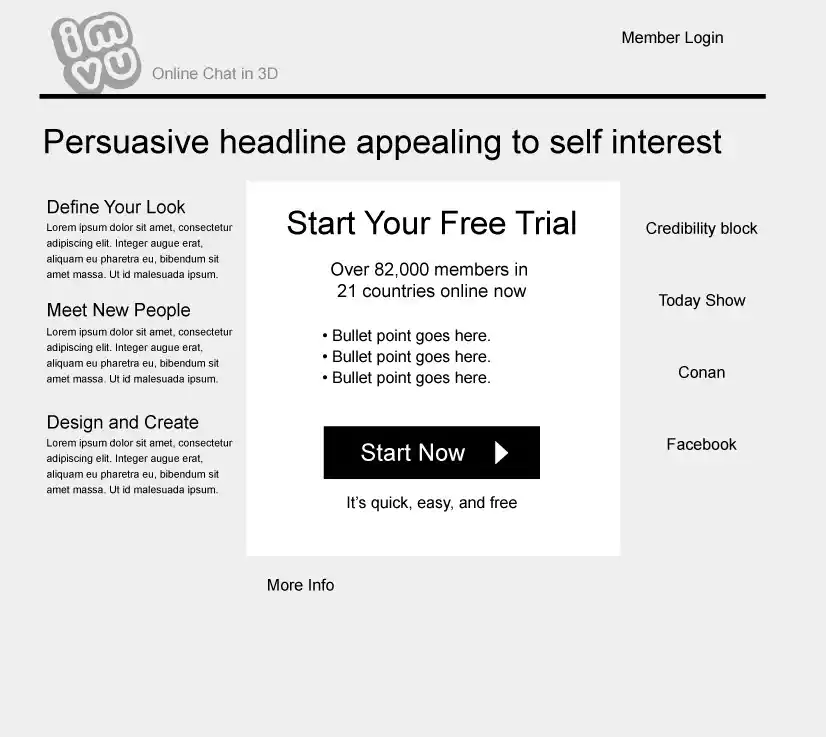 imvu
Online Chat in 3D
Member Login
Persuasive headline appealing to self interest
Define Your Look
Lorem ipsum dolor sit amet, consectetur
adipiscing elit. Integer augue erat,
aliquam eu pharetra eu, bibendum sit
amet massa. Ut id malesuada ipsum.
Meet New People
Lorem ipsum dolor sit amet, consectetur
adipiscing elit. Integer augue erat,
aliquam eu pharetra eu, bibendum sit
amet massa. Ut id malesuada ipsum.
Design and Create
Lorem ipsum dolor sit amet, consectetur
adipiscing elit. Integer augue erat,
aliquam eu pharetra eu, bibendum sit
amet massa. Ut id malesuada ipsum.
Start Your Free Trial
Over 82,000 members in
21 countries online now
• Bullet point goes here.
• Bullet point goes here.
• Bullet point goes here.
Start Now
It's quick, easy, and free
Credibility block
Today Show
Conan
Facebook
More Info